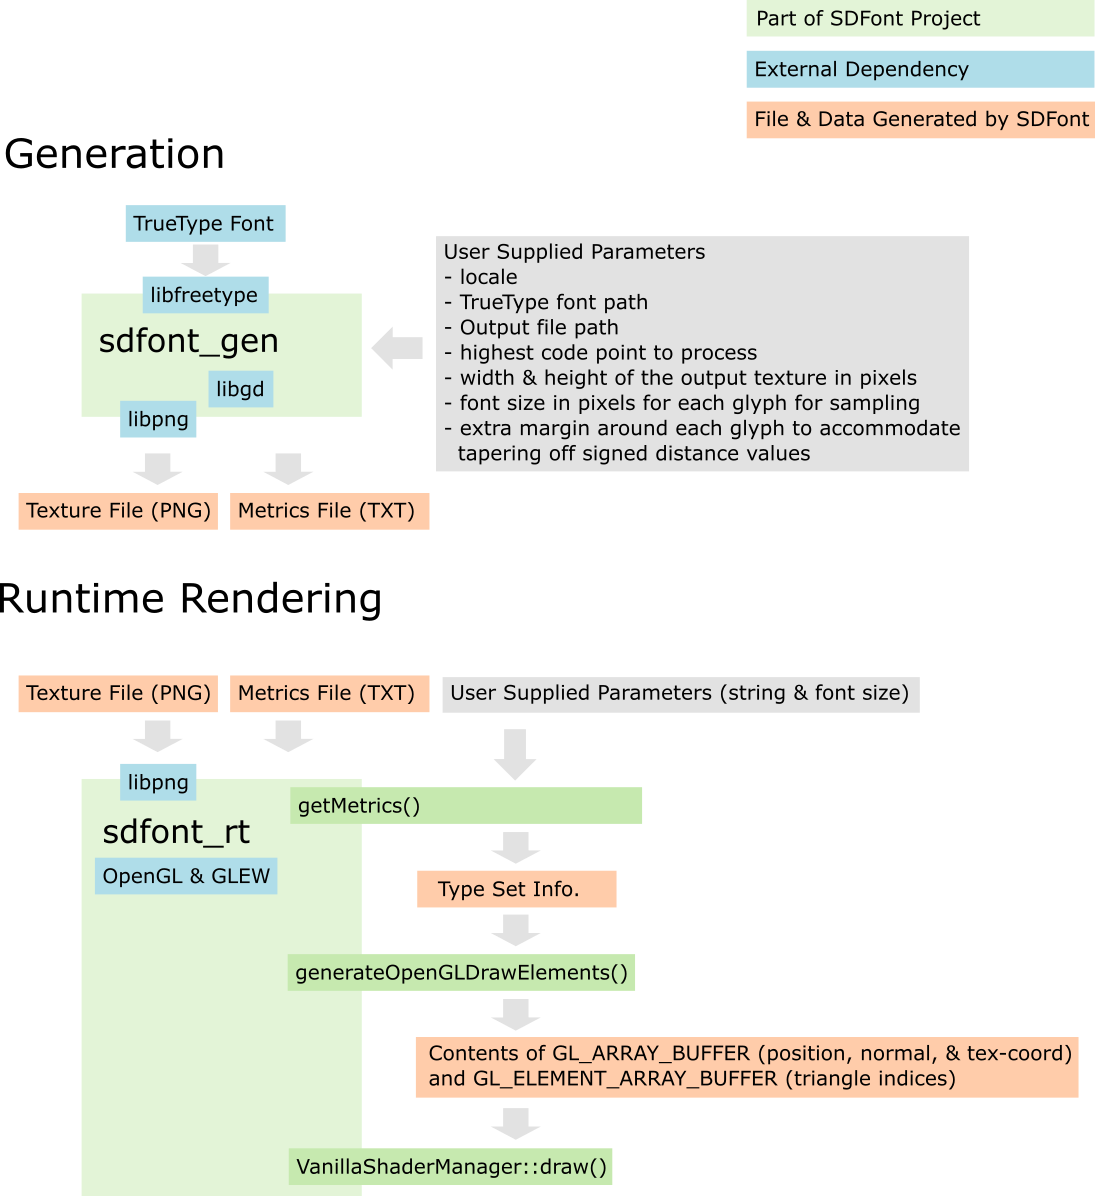 Part of SDFont Project
External Dependency
File & Data Generated by SDFont
Generation
TrueType Font
libfreetype
sdfont_gen
libgd
libpng
User Supplied Parameters
- locale
- TrueType font path
- Output file path
- highest code point to process
- width & height of the output texture in pixels
- font size in pixels for each glyph for sampling
- extra margin around each glyph to accommodate
tapering off signed distance values
Texture File (PNG)
Metrics File (TXT)
Runtime Rendering
Texture File (PNG)
Metrics File (TXT)
User Supplied Parameters (string & font size)
libpng
sdfont_rt
OpenGL & GLEW
getMetrics()
Type Set Info.
generateOpenGLDrawElements()
Contents of GL_ARRAY_BUFFER (position, normal, & tex-coord)
and GL_ELEMENT_ARRAY_BUFFER (triangle indices)
VanillaShaderManager::draw()